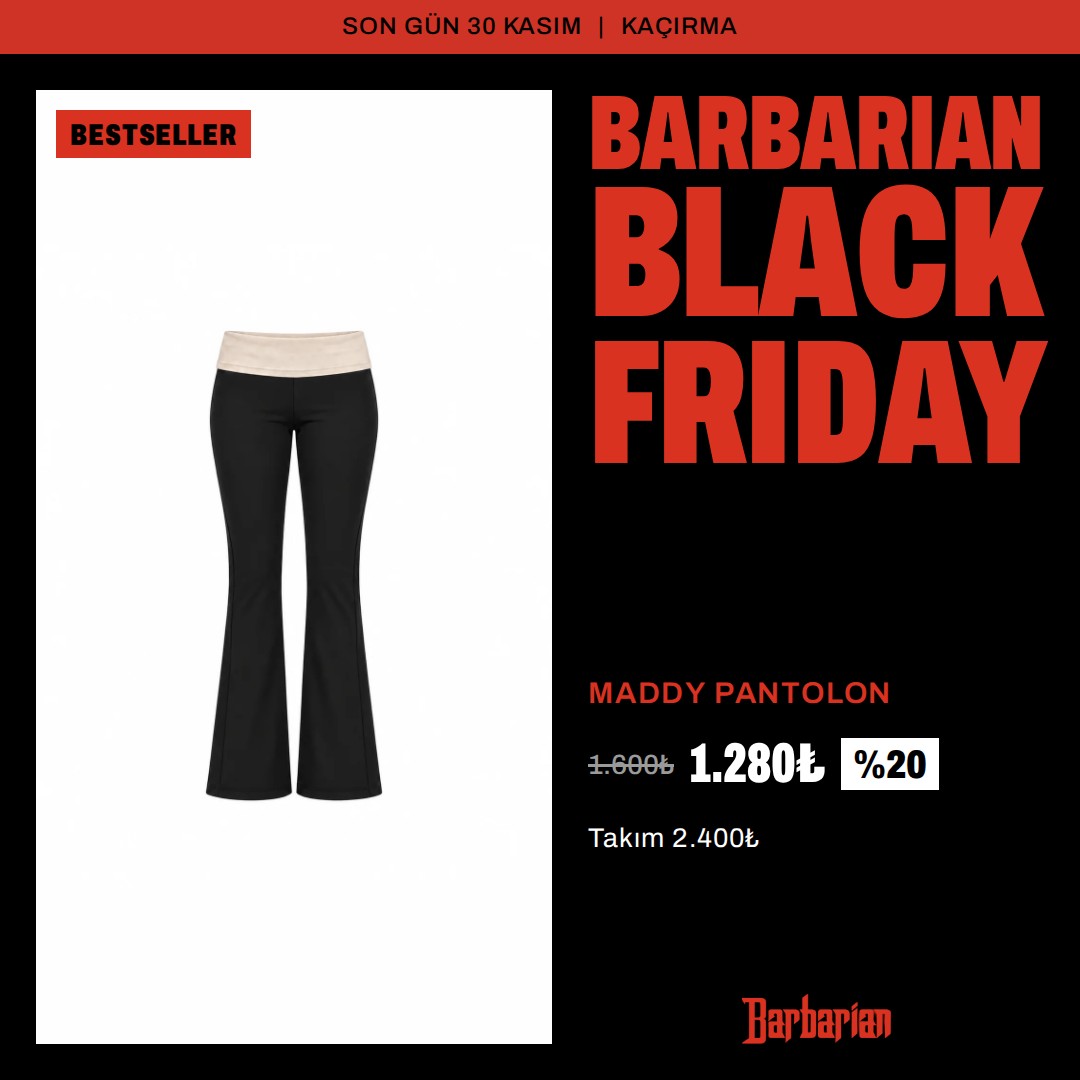 SON GÜN 30 KASIM | KAÇIRMA
BESTSELLER
BARBARIAN
BLACK
FRIDAY
MADDY PANTOLON
1.600₺ 1.280₺ %20
Takım 2.400₺
Barbarian